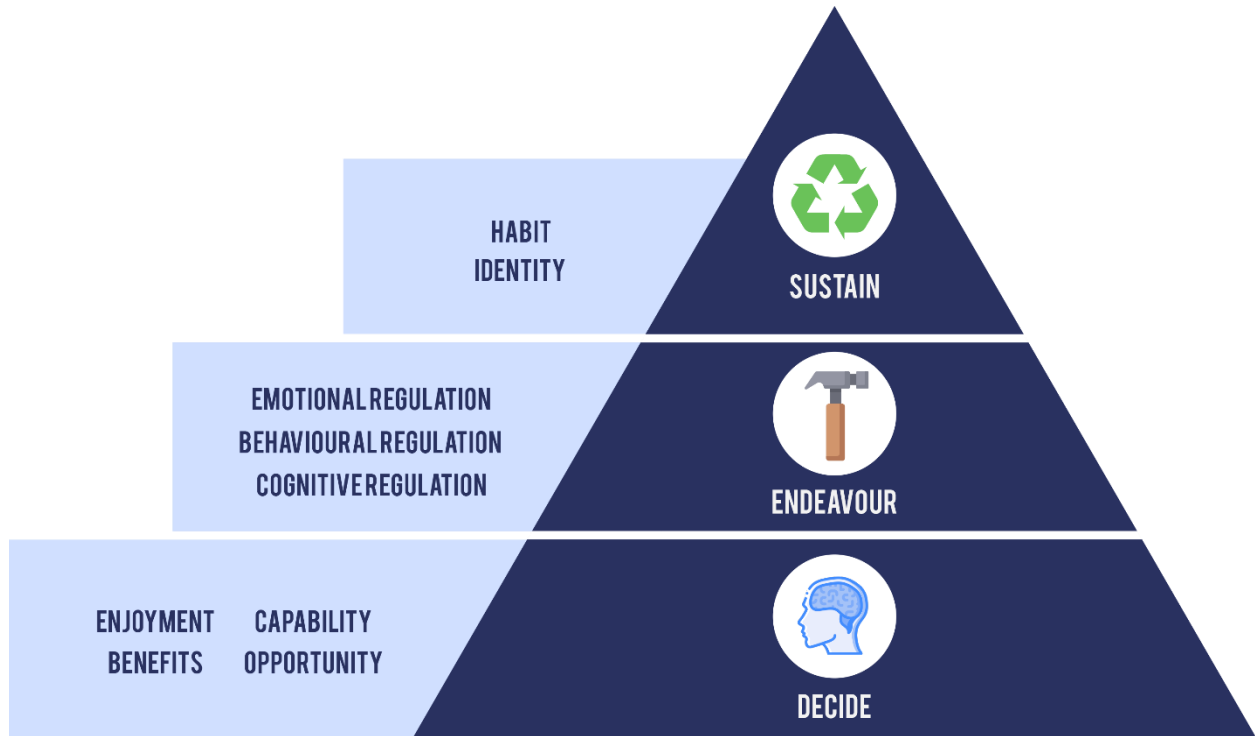 HABIT
IDENTITY
SUSTAIN
EMOTIONAL REGULATION
BEHAVIOURAL REGULATION
COGNITIVE REGULATION
ENDEAVOUR
ENJOYMENT CAPABILITY
BENEFITS OPPORTUNITY
DECIDE